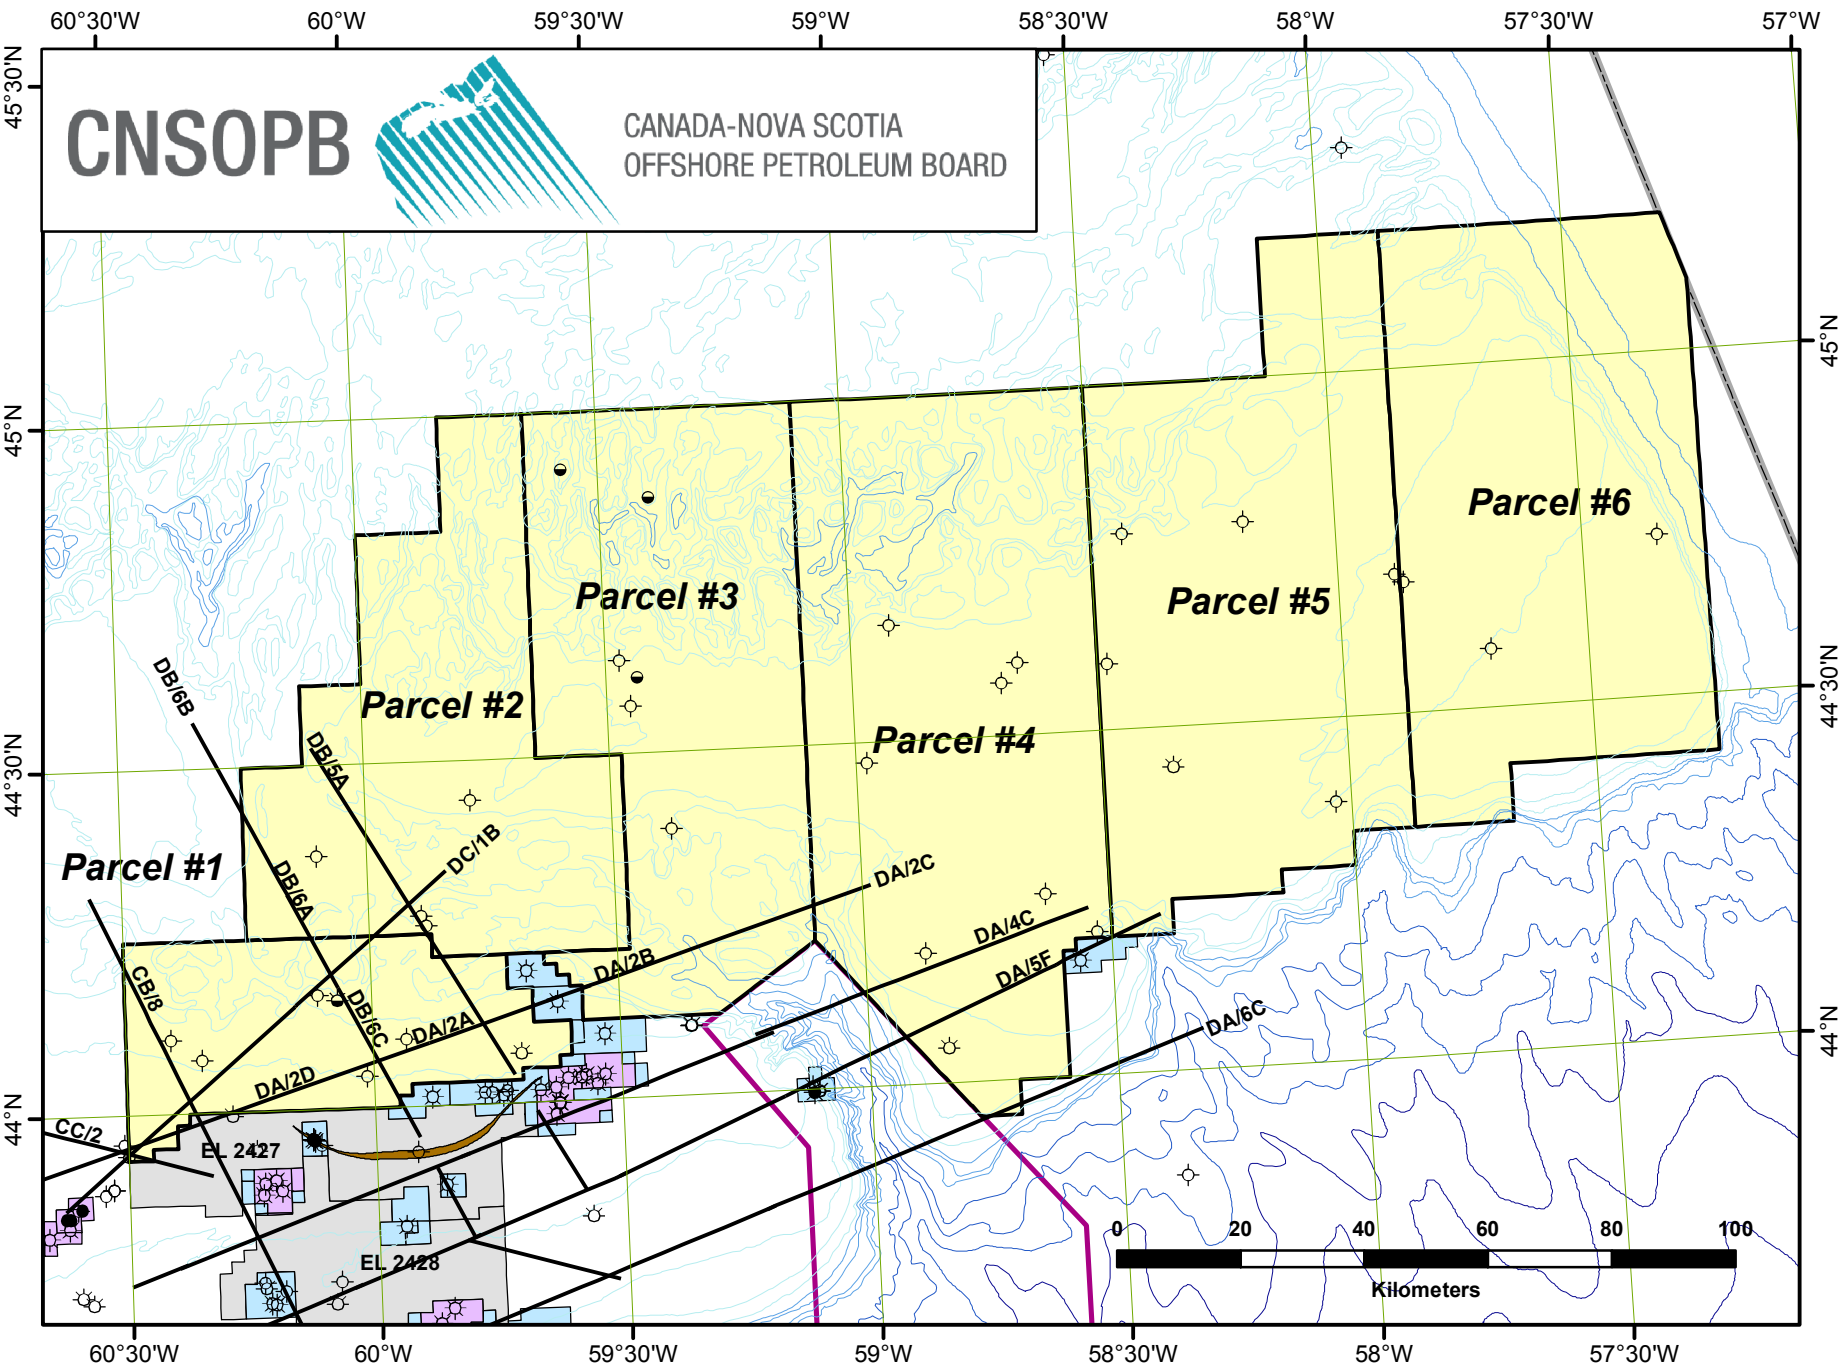 60°30'W 60°W 59°30'W 59°W 58°30'W 58°W 57°30'W 57°W
45°30'N
CNSOPB
CANADA-NOVA SCOTIA
OFFSHORE PETROLEUM BOARD
45°N
45°N
Parcel #6
Parcel #3
Parcel #5
DB/6B
44°30'N
Parcel #2
DB/5A
Parcel #4
44°30'N
DC/1B
Parcel #1
DB/6A
DA/2C
DA/4C
DA/2B
DA/5F
CB/8
DB/6C
DA/2A
DA/6C
44°N
DA/2D
44°N
CC/2
EL 2427
EL 2428
0 20 40 60 80 100
Kilometers
60°30'W 60°W 59°30'W 59°W 58°30'W 58°W 57°30'W